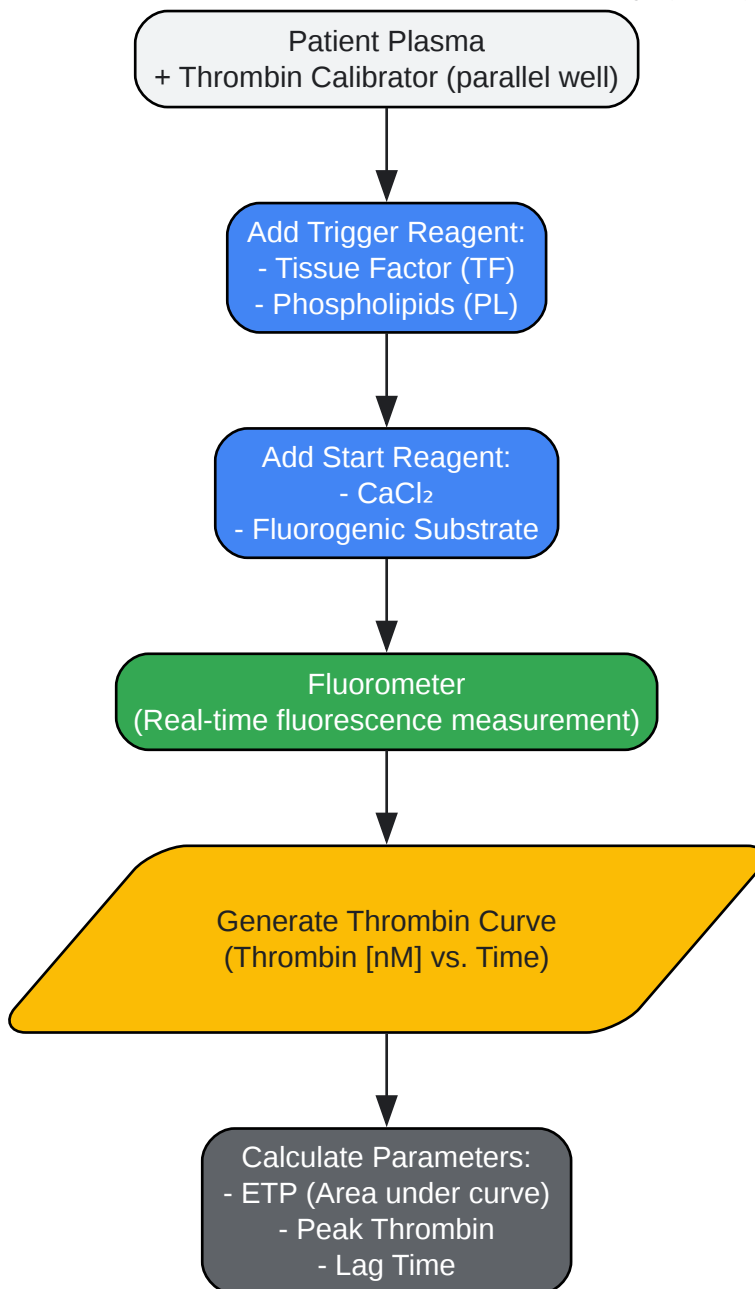 Patient Plasma
+ Thrombin Calibrator (parallel well)
Add Trigger Reagent:
- Tissue Factor (TF)
- Phospholipids (PL)
Add Start Reagent:
- CaCl₂
- Fluorogenic Substrate
Fluorometer
(Real-time fluorescence measurement)
Generate Thrombin Curve
(Thrombin [nM] vs. Time)
Calculate Parameters:
- ETP (Area under curve)
- Peak Thrombin
- Lag Time